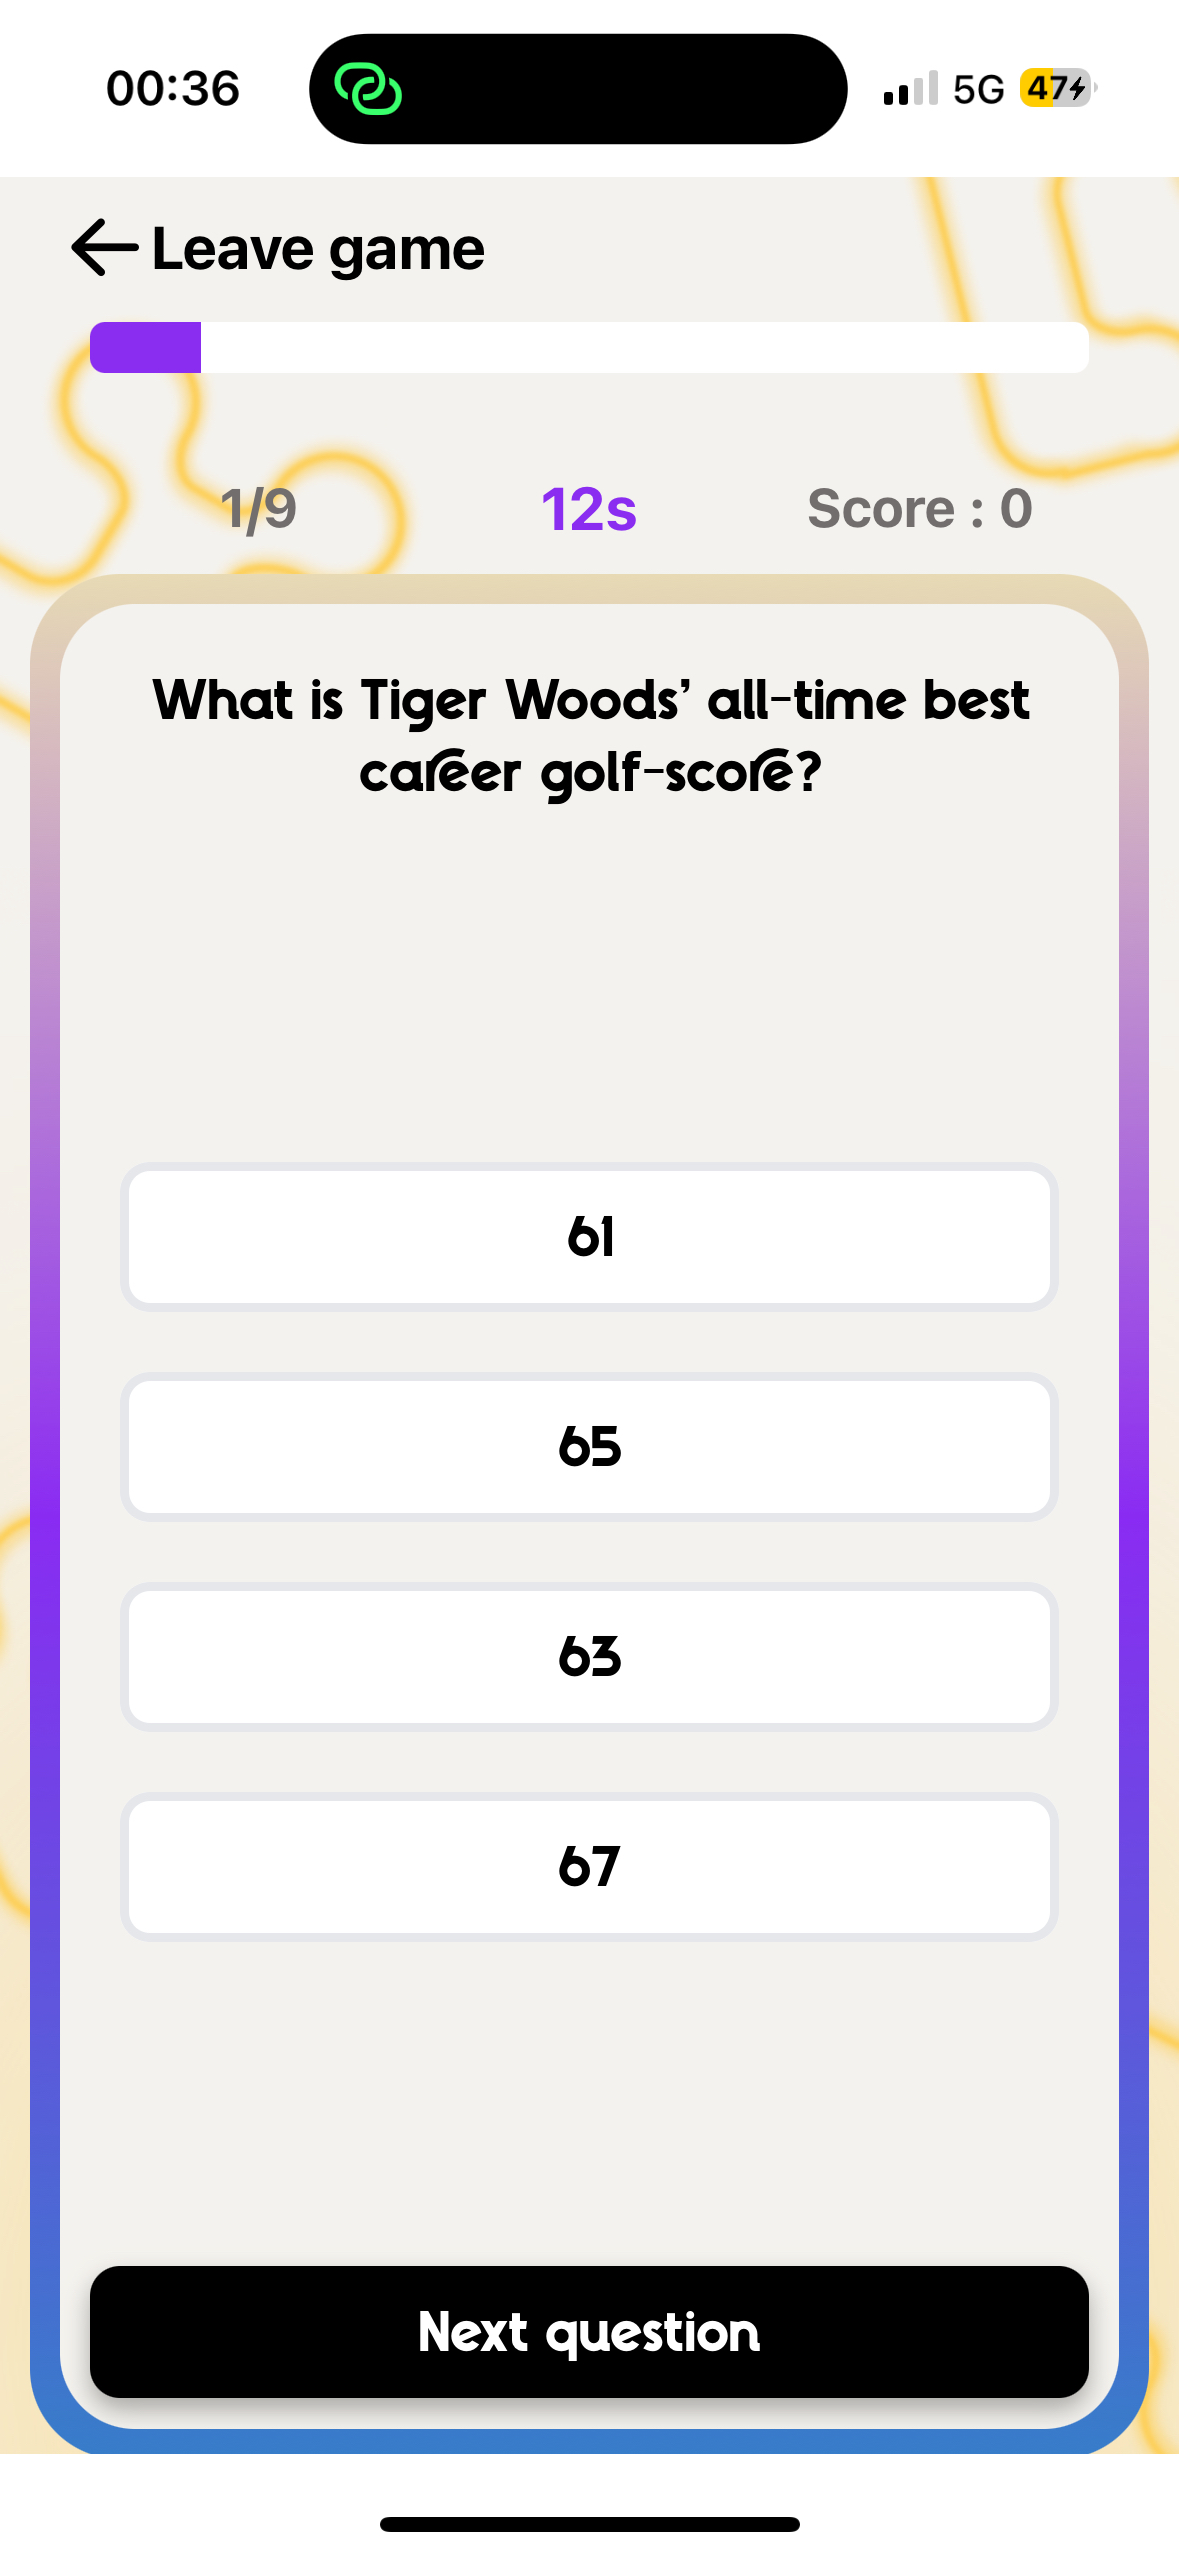 00:36
5G
47
Leave game
1/9
12s
Score : 0
What is Tiger Woods’ all-time best
career golf-score?
61
65
63
67
Next question